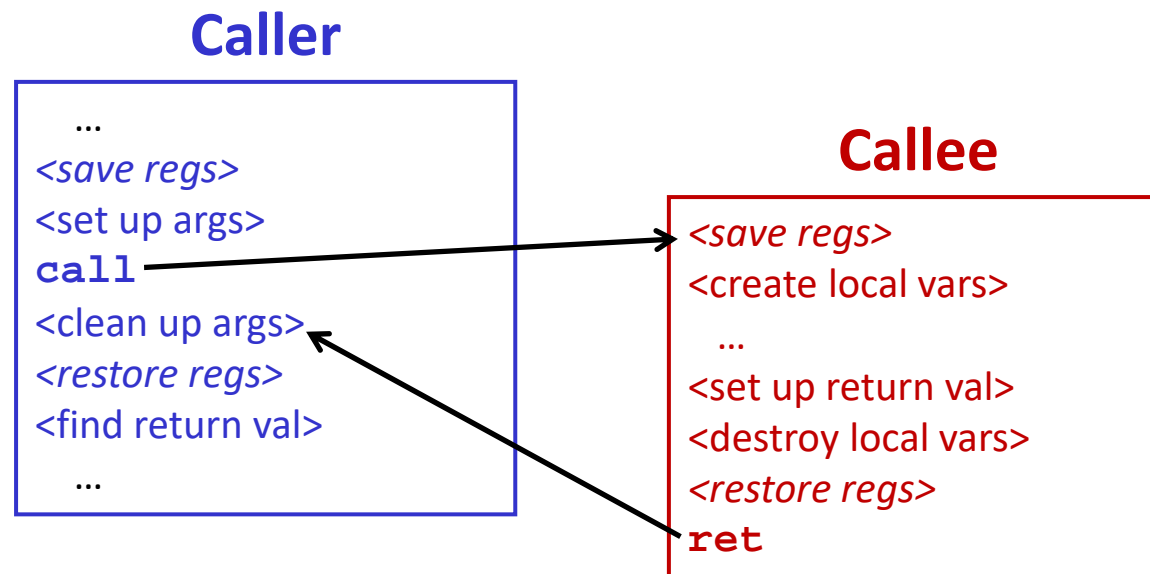 Caller
...
<save regs>
<set up args>
call
<clean up args>
<restore regs>
<find return val>
...
Callee
<save regs>
<create local vars>
...
<set up return val>
<destroy local vars>
<restore regs>
ret